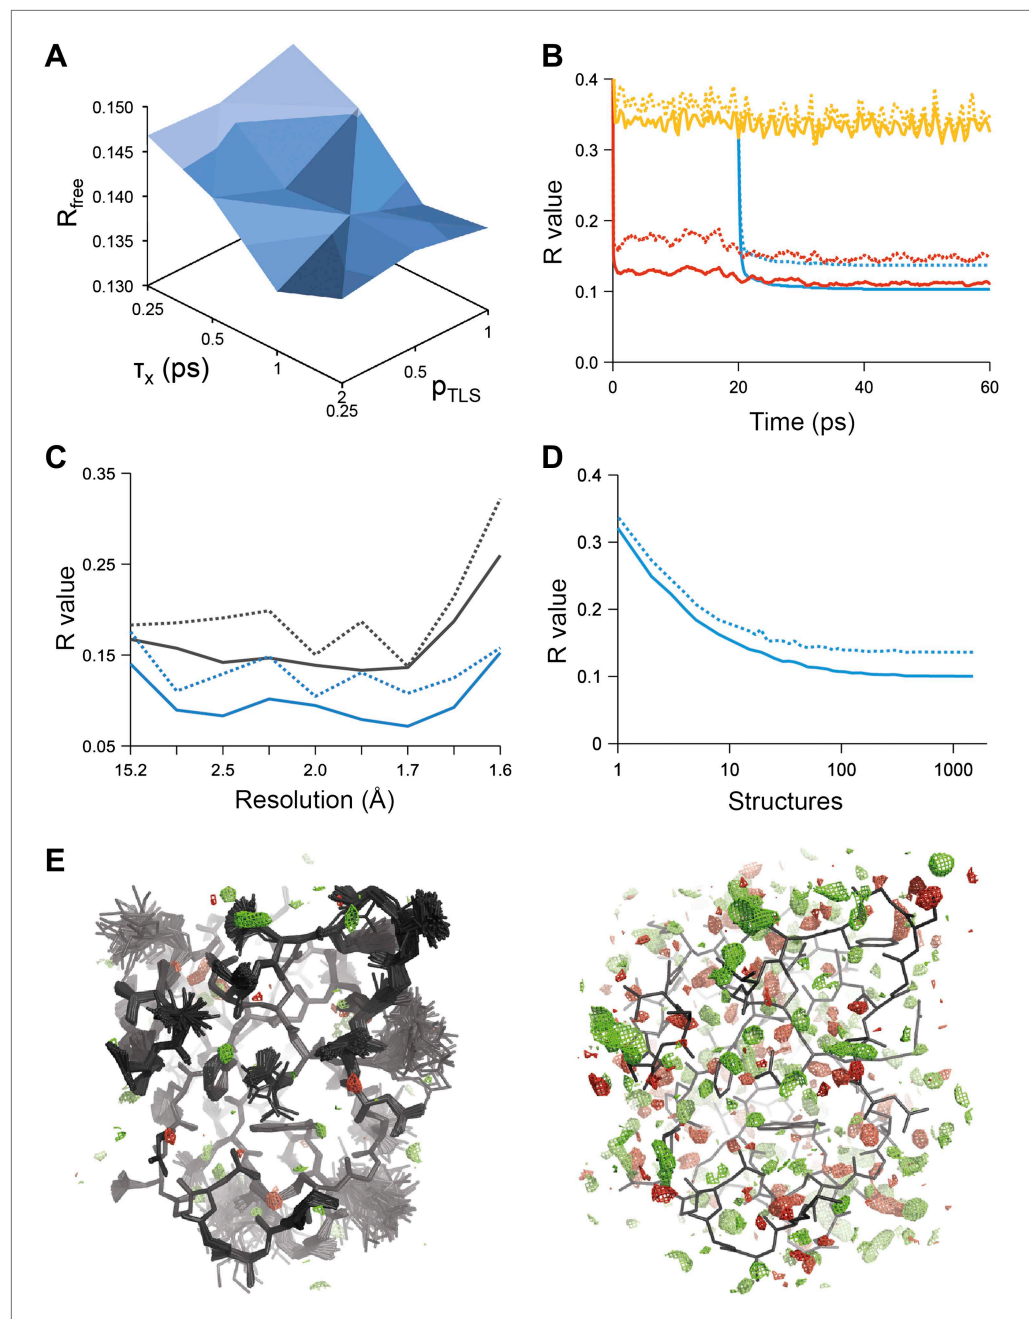 A
0.150
0.145
0.140
0.135
0.130
Rfree
0.25
0.5
1
2
τx (ps)
0.25
0.5
1
pTLS
B
0.4
0.3
0.2
0.1
0.0
R value
0
20
40
60
Time (ps)
C
0.35
0.25
0.15
0.05
R value
15.2
2.5
2.0
1.7
1.6
Resolution (Å)
D
0.4
0.3
0.2
0.1
0
R value
1
10
100
1000
Structures
E